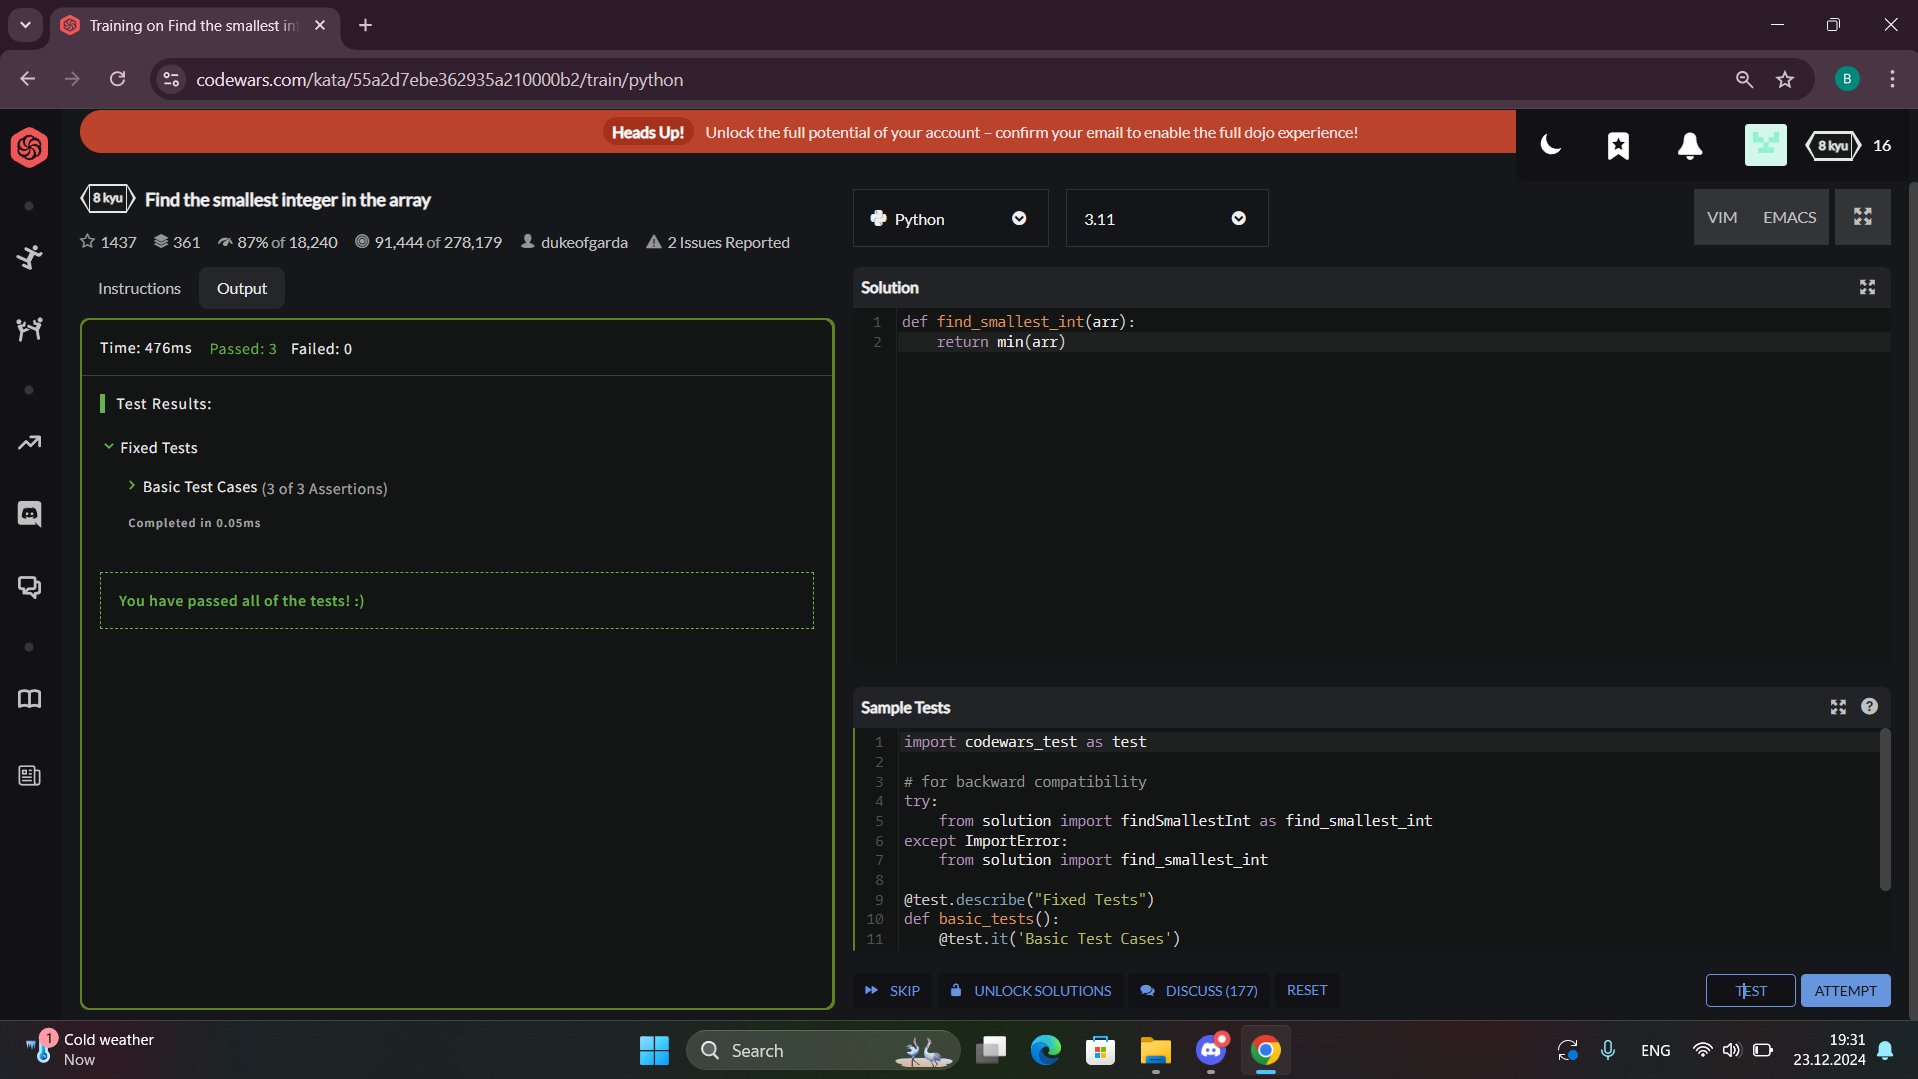 Training on Find the smallest in
codewars.com/kata/55a2d7ebe362935a210000b2/train/python
B
Heads Up! Unlock the full potential of your account – confirm your email to enable the full dojo experience!
8 kyu 16
8 kyu Find the smallest integer in the array
1437 361 87% of 18,240 91,444 of 278,179 dukeofgarda 2 Issues Reported
Python
3.11
VIM EMACS
Instructions Output
Time: 476ms Passed: 3 Failed: 0
Test Results:
Fixed Tests
Basic Test Cases (3 of 3 Assertions)
Completed in 0.05ms
You have passed all of the tests! :)
Solution
1 def find_smallest_int(arr):
2     return min(arr)
Sample Tests
?
1 import codewars_test as test
2
3 # for backward compatibility
4 try:
5     from solution import findSmallestInt as find_smallest_int
6 except ImportError:
7     from solution import find_smallest_int
8
9 @test.describe("Fixed Tests")
10 def basic_tests():
11     @test.it('Basic Test Cases')
SKIP UNLOCK SOLUTIONS DISCUSS (177) RESET
TEST ATTEMPT
1
Cold weather
Now
Search
ENG
19:31
23.12.2024